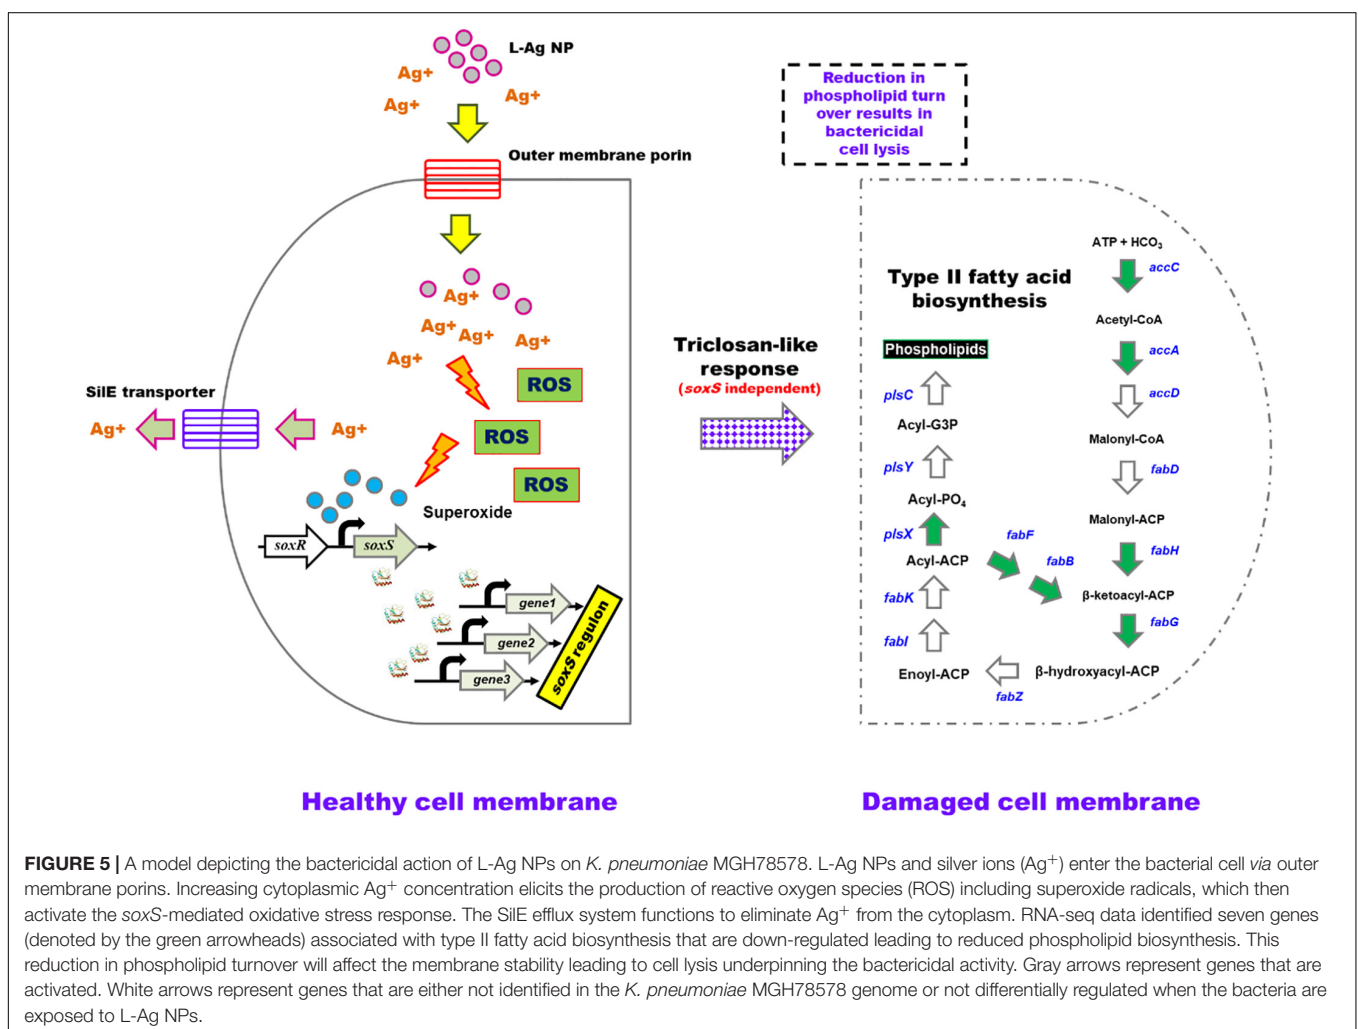 L-Ag NP
Ag+
Ag+
Ag+
Outer membrane porin
Ag+
Ag+
Ag+
Ag+
Ag+
ROS
ROS
ROS
SilE transporter
Ag+
Ag+
Superoxide
soxR
soxS
gene1
gene2
gene3
soxS regulon
Healthy cell membrane
Triclosan-like
response
(soxS independent)
Reduction in
phospholipid turn
over results in
bactericidal
cell lysis
Type II fatty acid
biosynthesis
ATP + HCO₃
accC
Acetyl-CoA
accA
accD
Malonyl-CoA
fabD
Malonyl-ACP
fabH
β-ketoacyl-ACP
fabG
β-hydroxyacyl-ACP
fabZ
Enoyl-ACP
fabI
fabK
Acyl-ACP
fabF
fabB
plsX
Acyl-PO₄
plsY
Acyl-G3P
plsC
Phospholipids
Damaged cell membrane
FIGURE 5 | A model depicting the bactericidal action of L-Ag NPs on K. pneumoniae MGH78578. L-Ag NPs and silver ions (Ag⁺) enter the bacterial cell via outer
membrane porins. Increasing cytoplasmic Ag⁺ concentration elicits the production of reactive oxygen species (ROS) including superoxide radicals, which then
activate the soxS-mediated oxidative stress response. The SilE efflux system functions to eliminate Ag⁺ from the cytoplasm. RNA-seq data identified seven genes
(denoted by the green arrowheads) associated with type II fatty acid biosynthesis that are down-regulated leading to reduced phospholipid biosynthesis. This
reduction in phospholipid turnover will affect the membrane stability leading to cell lysis underpinning the bactericidal activity. Gray arrows represent genes that are
activated. White arrows represent genes that are either not identified in the K. pneumoniae MGH78578 genome or not differentially regulated when the bacteria are
exposed to L-Ag NPs.